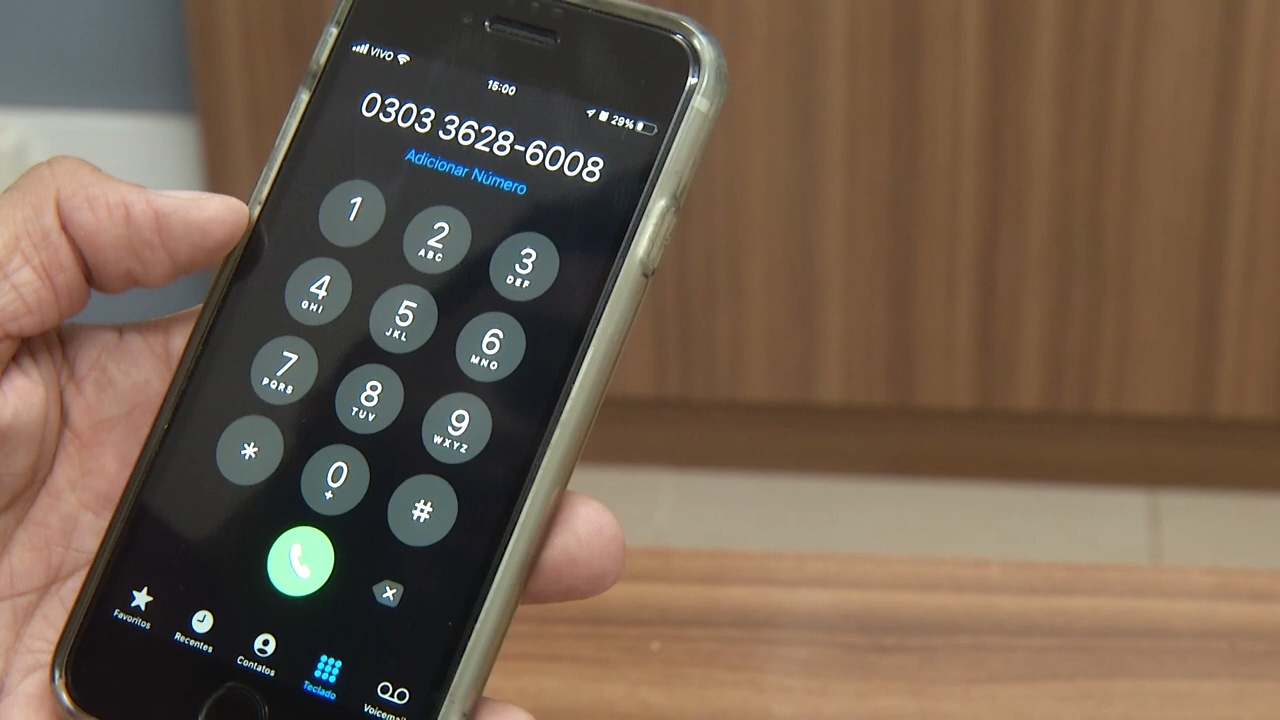 VIVO
15:00
29%
0303 3628-6008
Adicionar Número
1
2
ABC
3
DEF
4
GHI
5
JKL
6
MNO
7
PQRS
8
TUV
9
WXYZ
*
0
+
#
Favoritos
Recentes
Contatos
Teclado
Voicemail